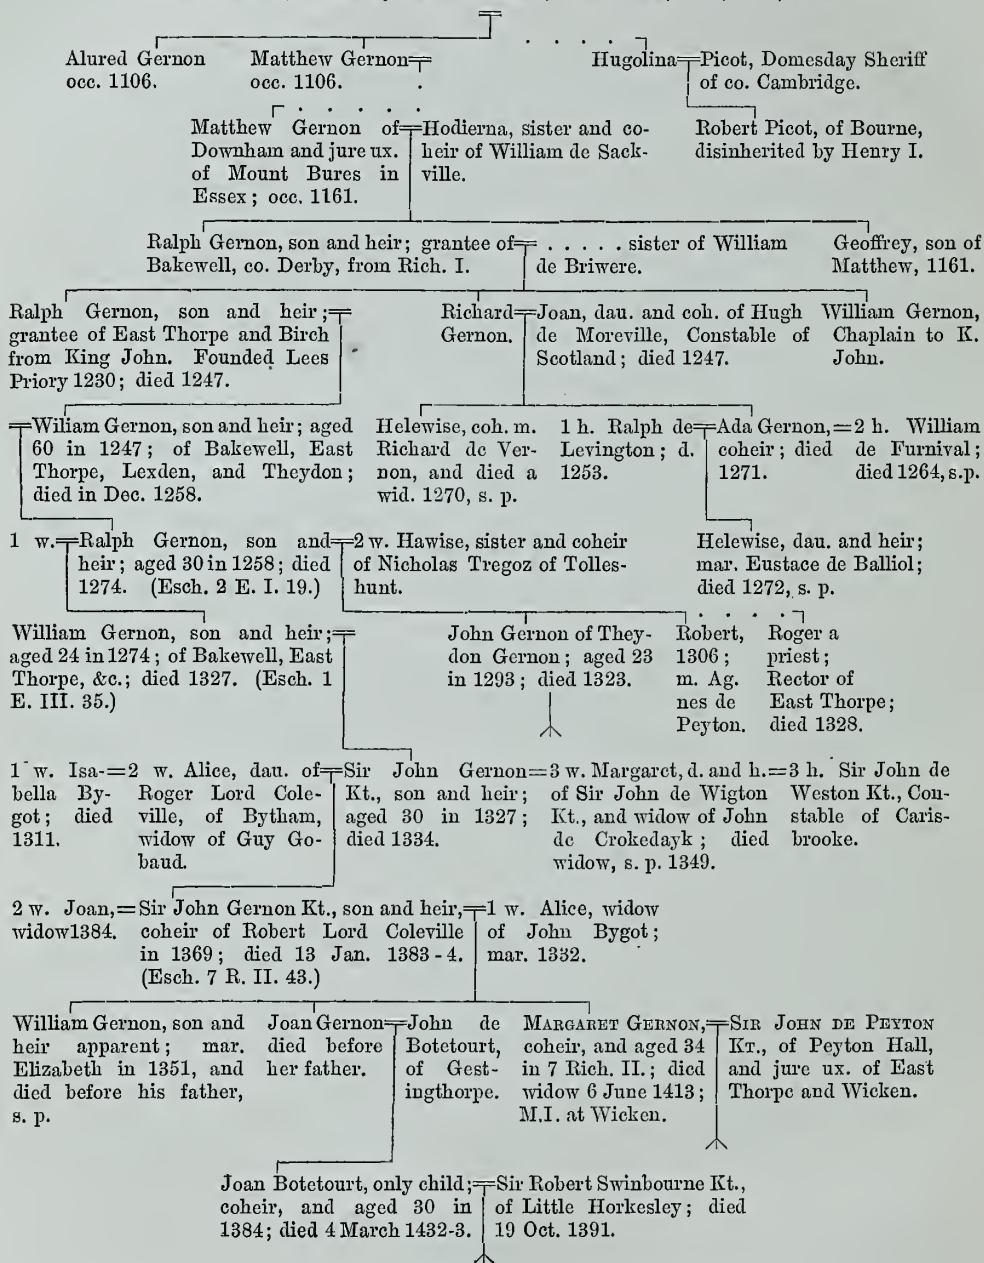 Alured Gernon
occ. 1106.
Matthew Gernon
occ. 1106.
Hugolina
Picot, Domesday Sheriff
of co. Cambridge.
Matthew Gernon of
Downham and jure ux.
of Mount Bures in
Essex; occ. 1161.
Hodierna, sister and co-
heir of William de Sack-
ville.
Robert Picot, of Bourne,
disinherited by Henry I.
Ralph Gernon, son and heir; grantee of
Bakewell, co. Derby, from Rich. I.
. . . . . sister of William
de Briwere.
Geoffrey, son of
Matthew, 1161.
Ralph Gernon, son and heir;
grantee of East Thorpe and Birch
from King John. Founded Lees
Priory 1230; died 1247.
Richard
Gernon.
Joan, dau. and coh. of Hugh
de Moreville, Constable of
Scotland; died 1247.
William Gernon,
Chaplain to K.
John.
Wiliam Gernon, son and heir; aged
60 in 1247; of Bakewell, East
Thorpe, Lexden, and Theydon;
died in Dec. 1258.
Helewise, coh. m.
Richard de Ver-
non, and died a
wid. 1270, s. p.
1 h. Ralph de
Levington; d.
1253.
Ada Gernon,
coheir; died
1271.
2 h. William
de Furnival;
died 1264, s.p.
1 w.
Ralph Gernon, son and
heir; aged 30 in 1258; died
1274. (Esch. 2 E. I. 19.)
2 w. Hawise, sister and coheir
of Nicholas Tregoz of Tolles-
hunt.
Helewise, dau. and heir;
mar. Eustace de Balliol;
died 1272, s. p.
William Gernon, son and heir;
aged 24 in 1274; of Bakewell, East
Thorpe, &c.; died 1327. (Esch. 1
E. III. 35.)
John Gernon of They-
don Gernon; aged 23
in 1293; died 1323.
Robert,
1306;
m. Ag-
nes de
Peyton.
Roger a
priest;
Rector of
East Thorpe;
died 1328.
1 w. Isa-
bella By-
got; died
1311.
2 w. Alice, dau. of
Roger Lord Cole-
ville, of Bytham,
widow of Guy Go-
baud.
Sir John Gernon
Kt., son and heir;
aged 30 in 1327;
died 1334.
3 w. Margaret, d. and h.
of Sir John de Wigton
Kt., and widow of John
de Crokedayk; died
widow, s. p. 1349.
3 h. Sir John de
Weston Kt., Con-
stable of Caris-
brooke.
2 w. Joan,
widow 1384.
Sir John Gernon Kt., son and heir,
coheir of Robert Lord Coleville
in 1369; died 13 Jan. 1383-4.
(Esch. 7 R. II. 43.)
1 w. Alice, widow
of John Bygot;
mar. 1332.
William Gernon, son and
heir apparent; mar.
Elizabeth in 1351, and
died before his father,
s. p.
Joan Gernon
died before
her father.
John de
Botetourt,
of Gest-
ingthorpe.
MARGARET GERNON,
coheir, and aged 34
in 7 Rich. II.; died
widow 6 June 1413;
M.I. at Wicken.
SIR JOHN DE PEYTON
KT., of Peyton Hall,
and jure ux. of East
Thorpe and Wicken.
Joan Botetourt, only child;
coheir, and aged 30 in
1384; died 4 March 1432-3.
Sir Robert Swinbourne Kt.,
of Little Horkesley; died
19 Oct. 1391.